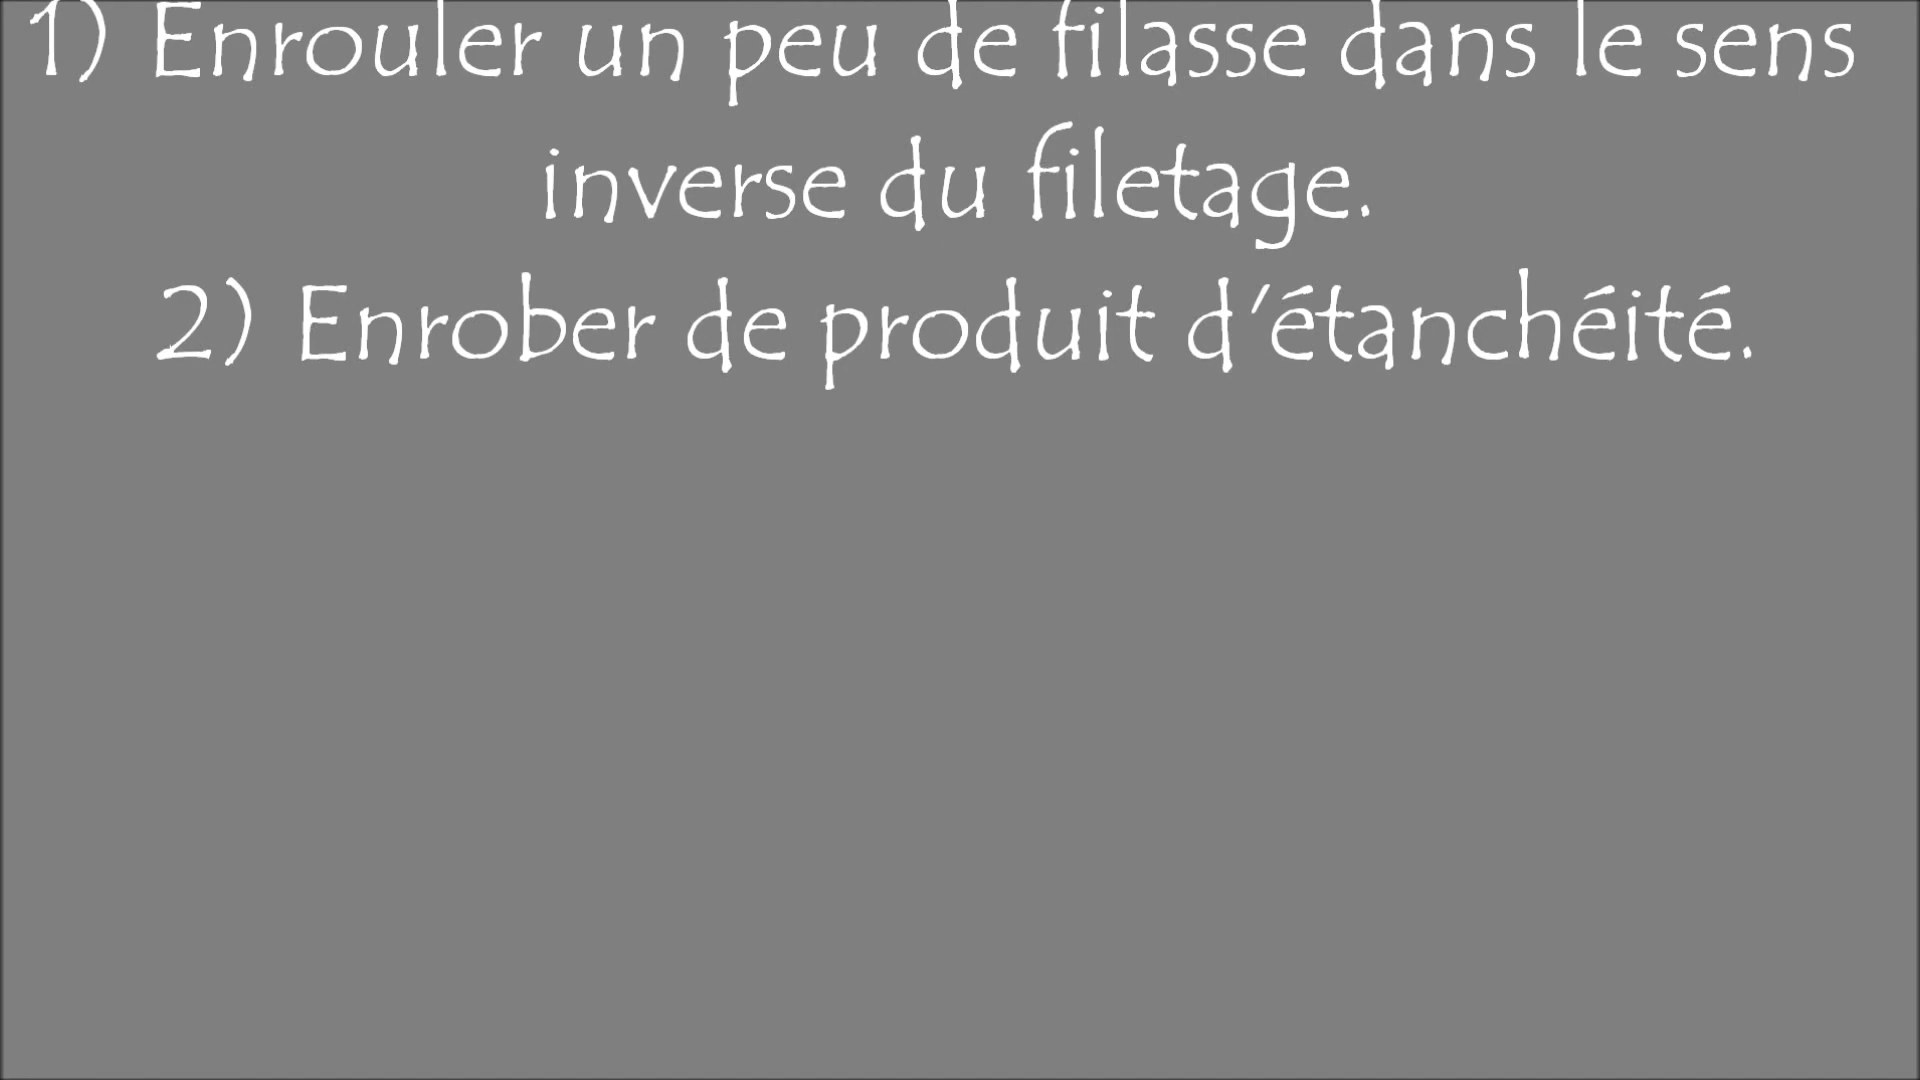 1) Enrouler un peu de filasse dans le sens
inverse du filetage.
2) Enrober de produit d'étanchéité.